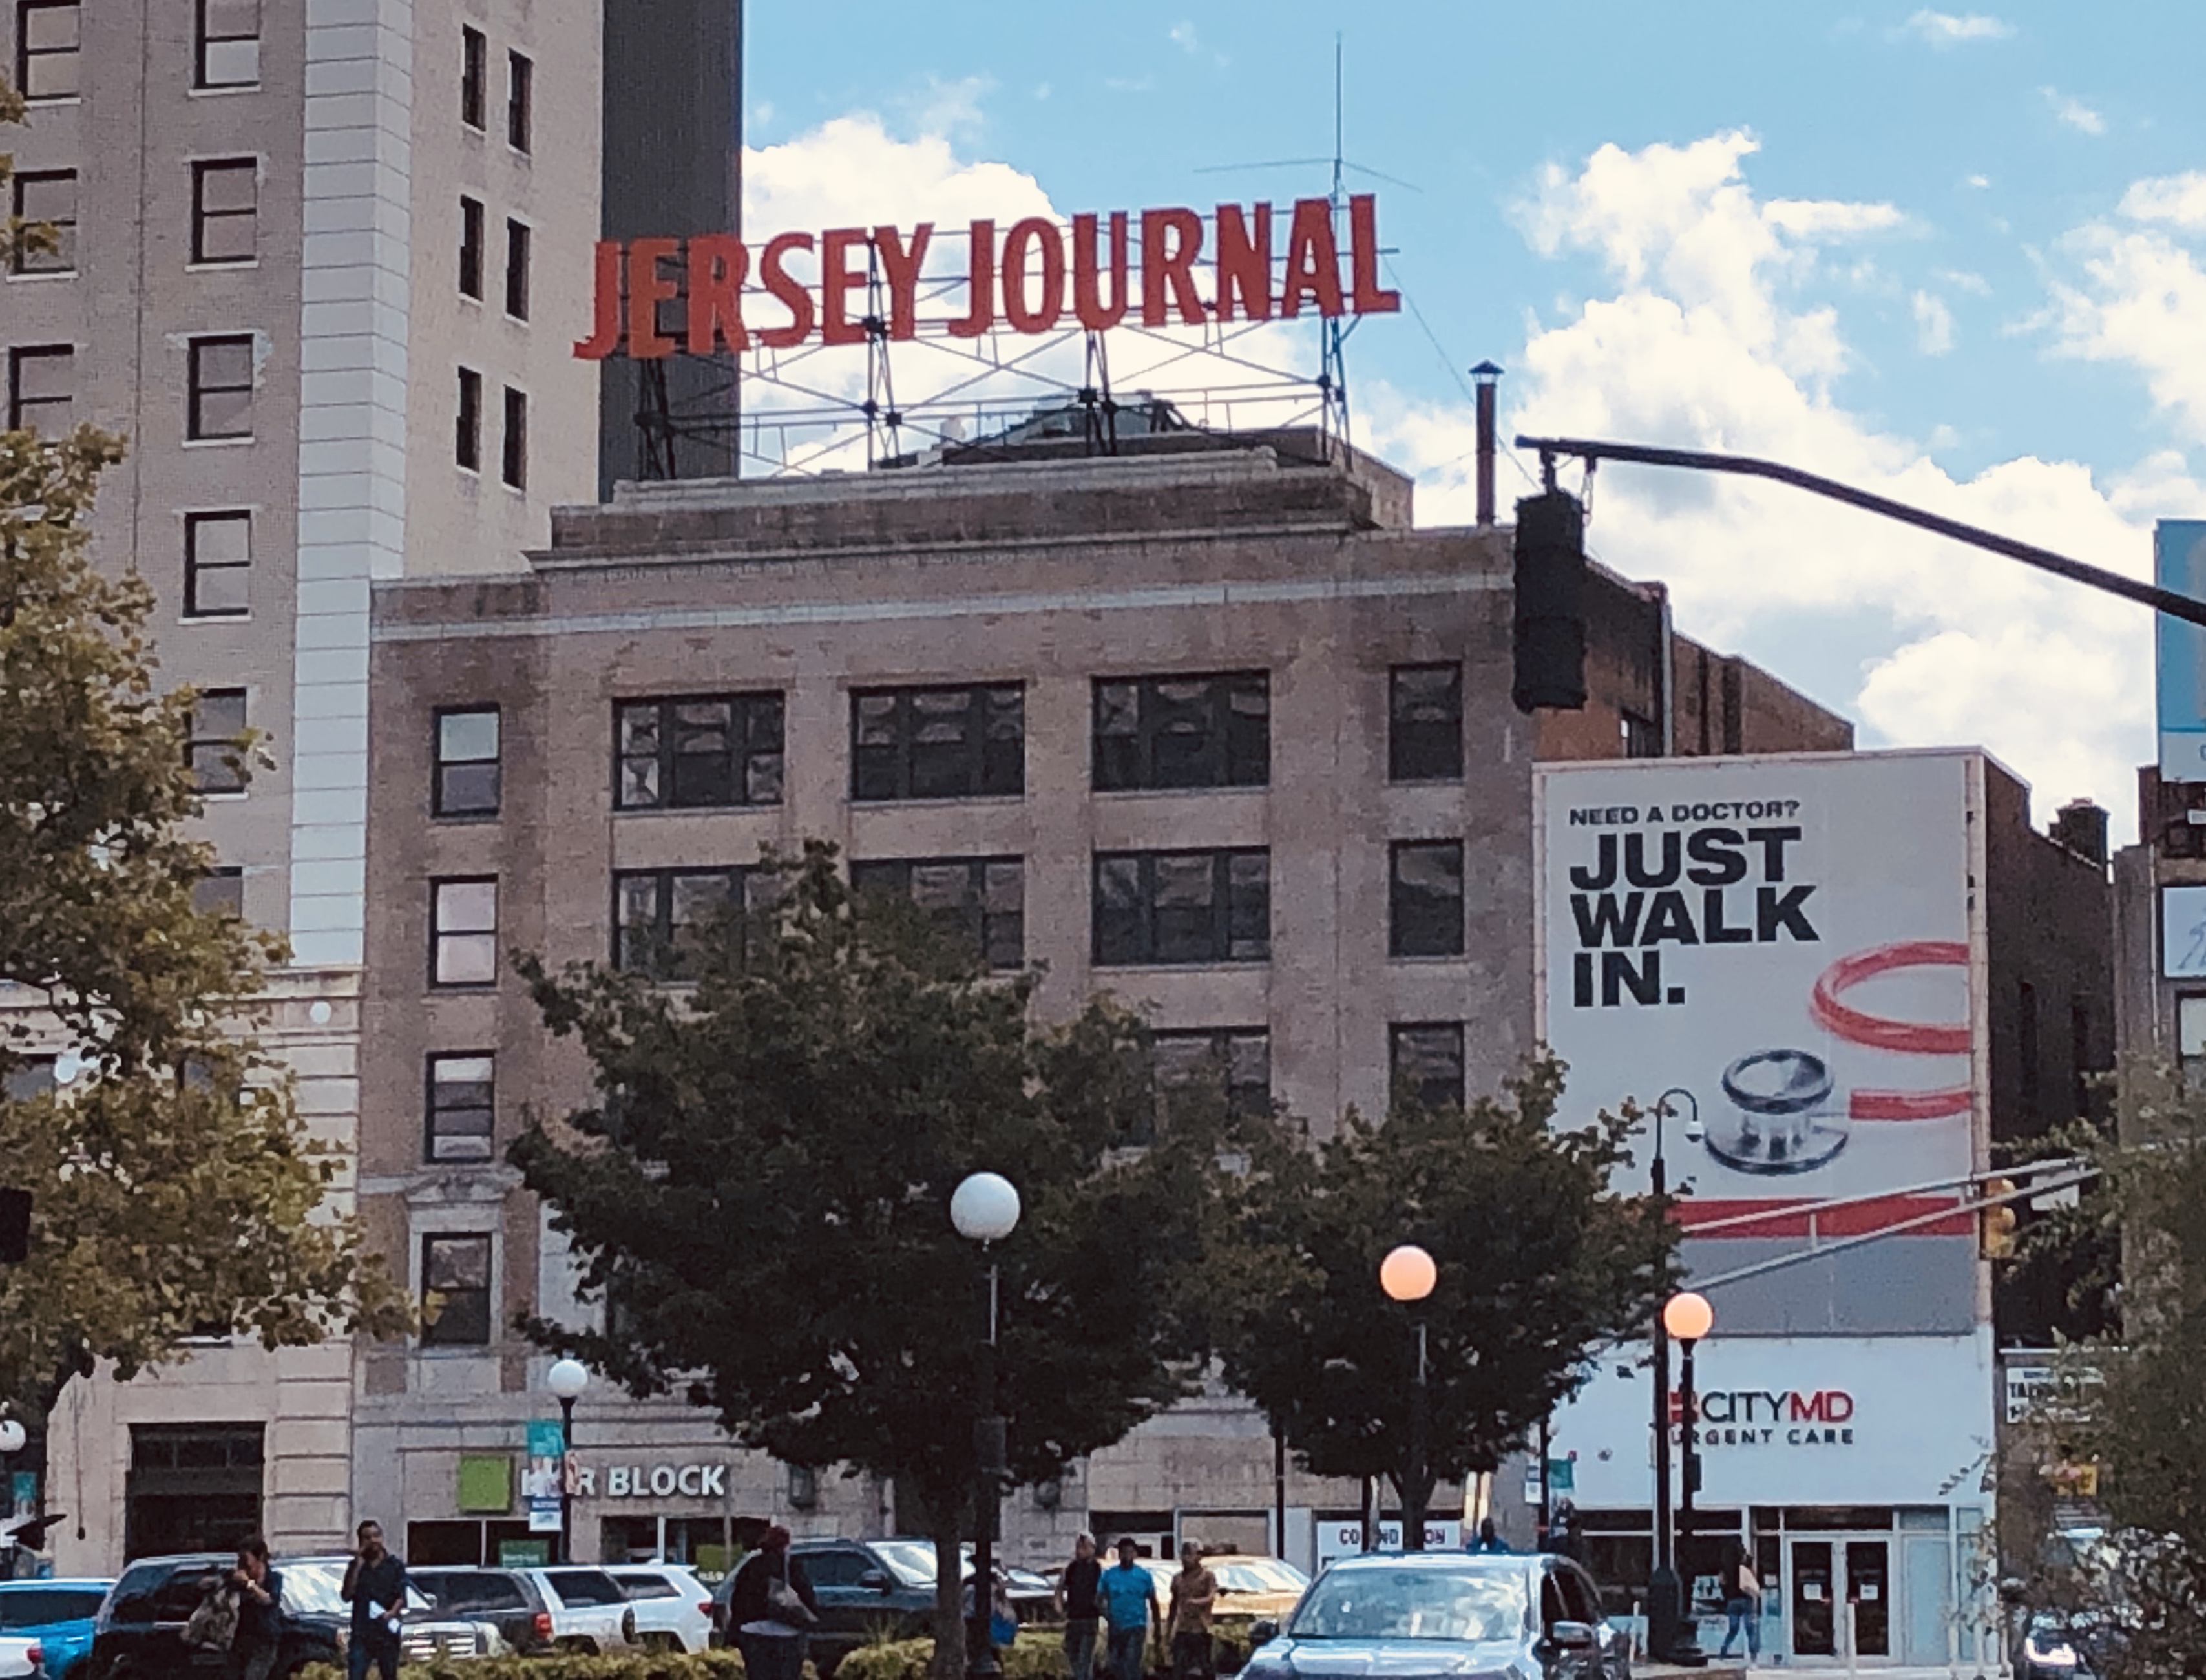 JERSEY JOURNAL
NEED A DOCTOR?
JUST
WALK
IN.
CITYMD
URGENT CARE
BLOCK